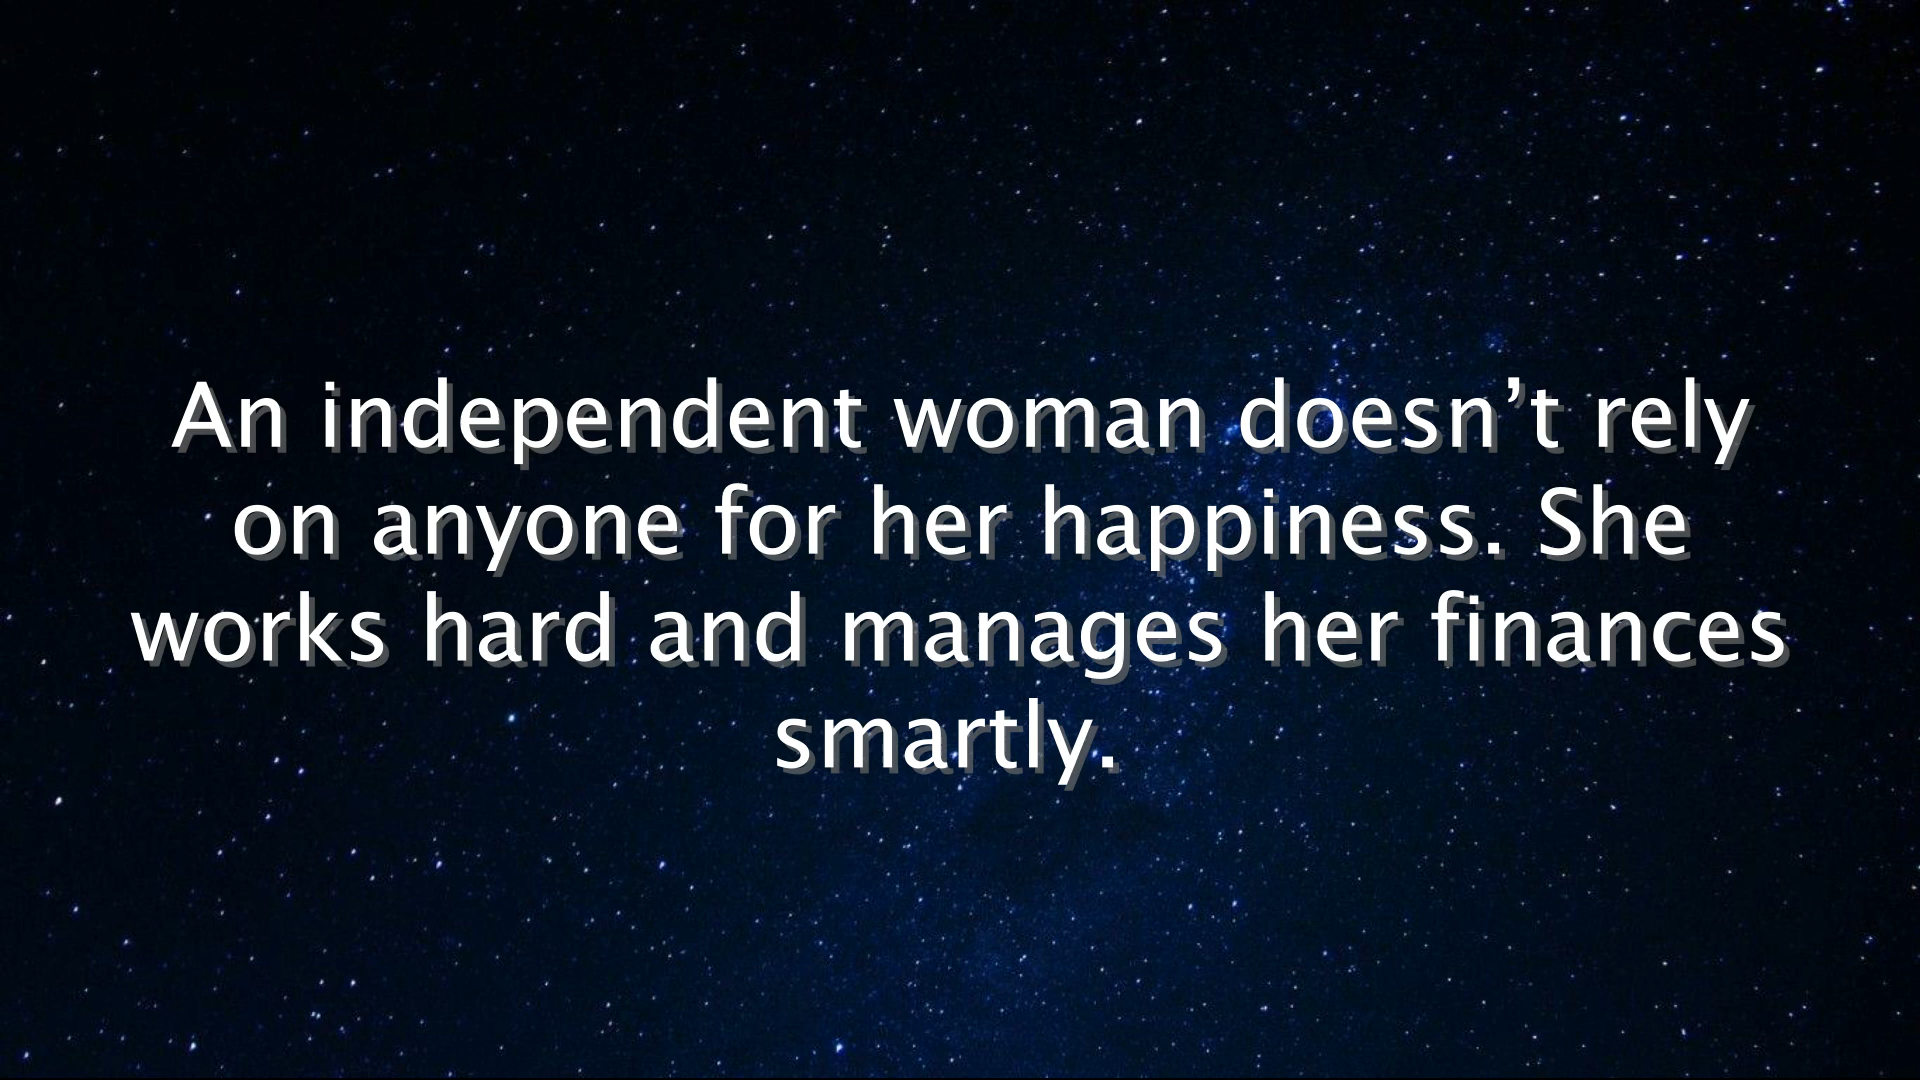 An independent woman doesn’t rely
on anyone for her happiness. She
works hard and manages her finances
smartly.